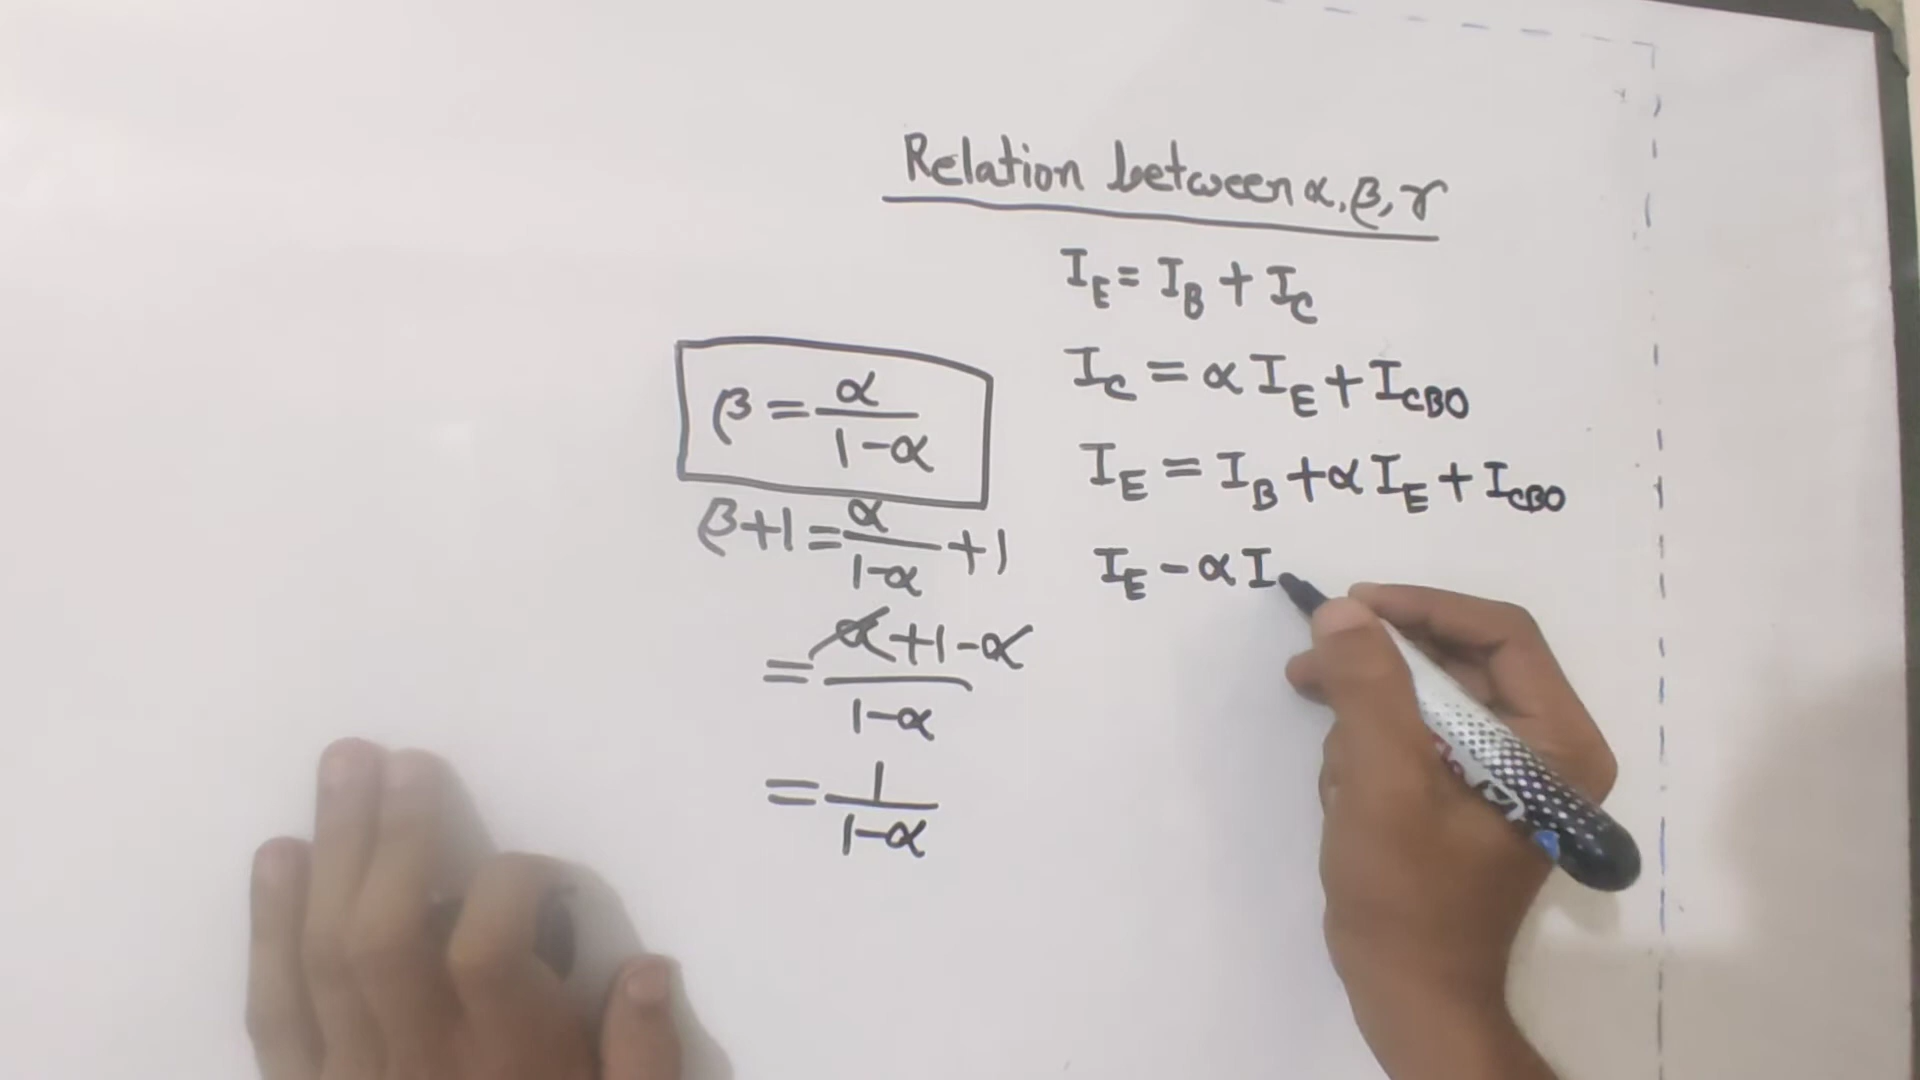 Relation between α, β, γ
I_E = I_B + I_C
I_C = α I_E + I_CBO
I_E = I_B + α I_E + I_CBO
I_E - α I
β = α/(1-α)
β+1 = α/(1-α) + 1
= (α+1-α)/(1-α)
= 1/(1-α)